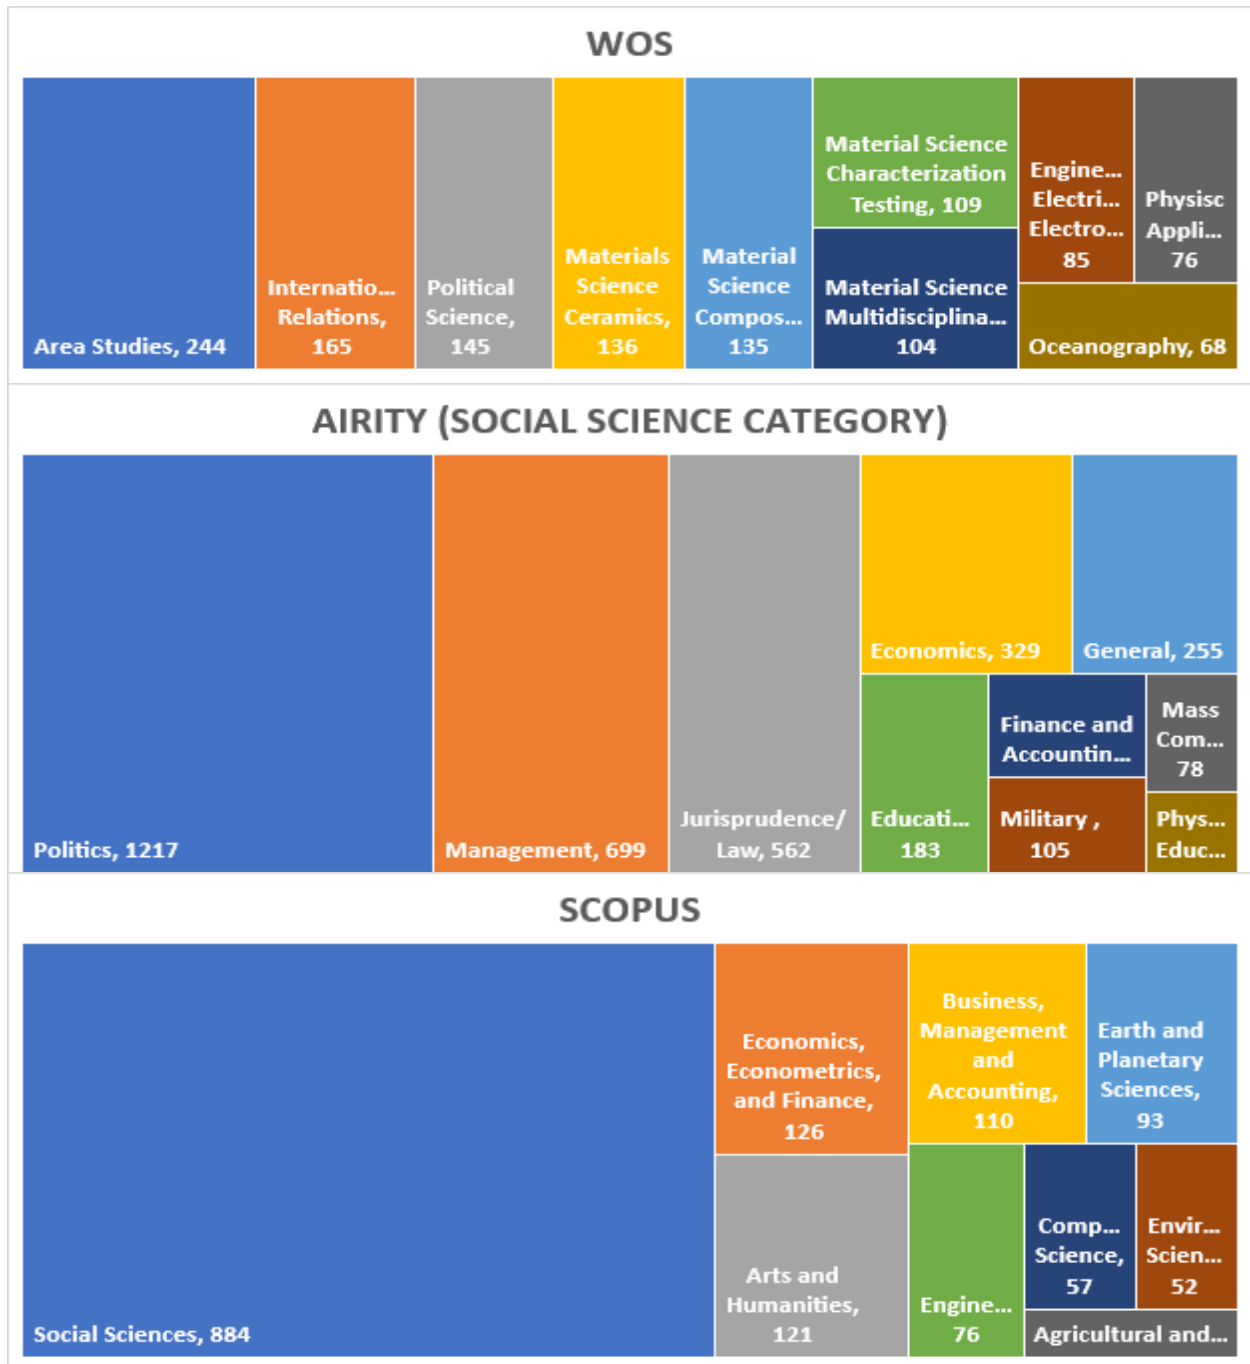 WOS
Area Studies, 244
Internatio...
Relations,
165
Political
Science,
145
Materials
Science
Ceramics,
136
Material
Science
Compos...
135
Material Science
Characterization
Testing, 109
Material Science
Multidisciplina...
104
Engine...
Electri...
Electro...
85
Physisc
Appli...
76
Oceanography, 68
AIRITY (SOCIAL SCIENCE CATEGORY)
Politics, 1217
Management, 699
Jurisprudence/
Law, 562
Economics, 329
General, 255
Educati...
183
Finance and
Accountin...
Military ,
105
Mass
Com...
78
Phys...
Educ...
SCOPUS
Social Sciences, 884
Economics,
Econometrics,
and Finance,
126
Arts and
Humanities,
121
Business,
Management
and
Accounting,
110
Earth and
Planetary
Sciences,
93
Engine...
76
Comp...
Science,
57
Envir...
Scien...
52
Agricultural and...